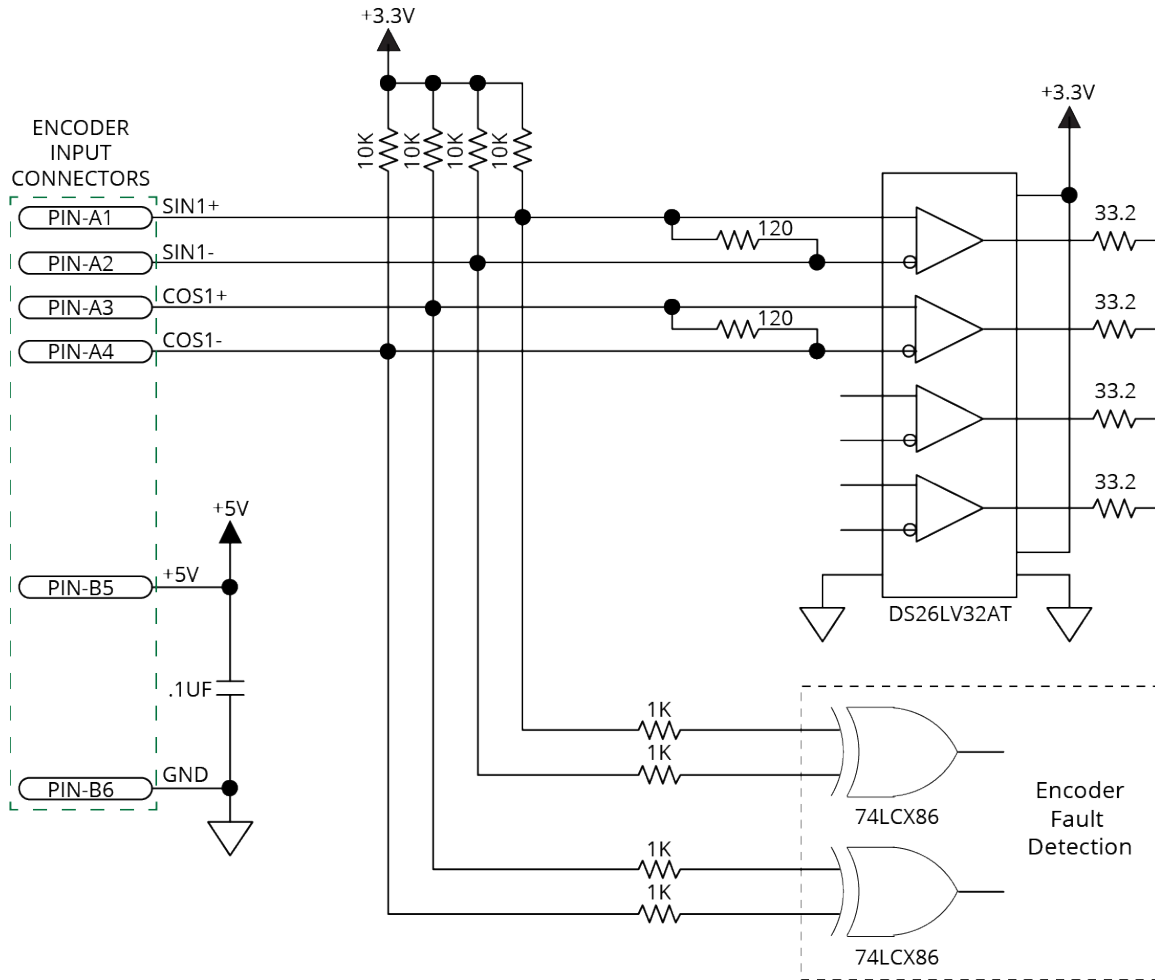 +3.3V
+3.3V
ENCODER
INPUT
CONNECTORS
10K
10K
10K
10K
PIN-A1
SIN1+
120
33.2
PIN-A2
SIN1-
PIN-A3
COS1+
120
33.2
PIN-A4
COS1-
33.2
33.2
+5V
PIN-B5
+5V
DS26LV32AT
.1UF
PIN-B6
GND
1K
1K
74LCX86
Encoder
Fault
Detection
1K
1K
74LCX86